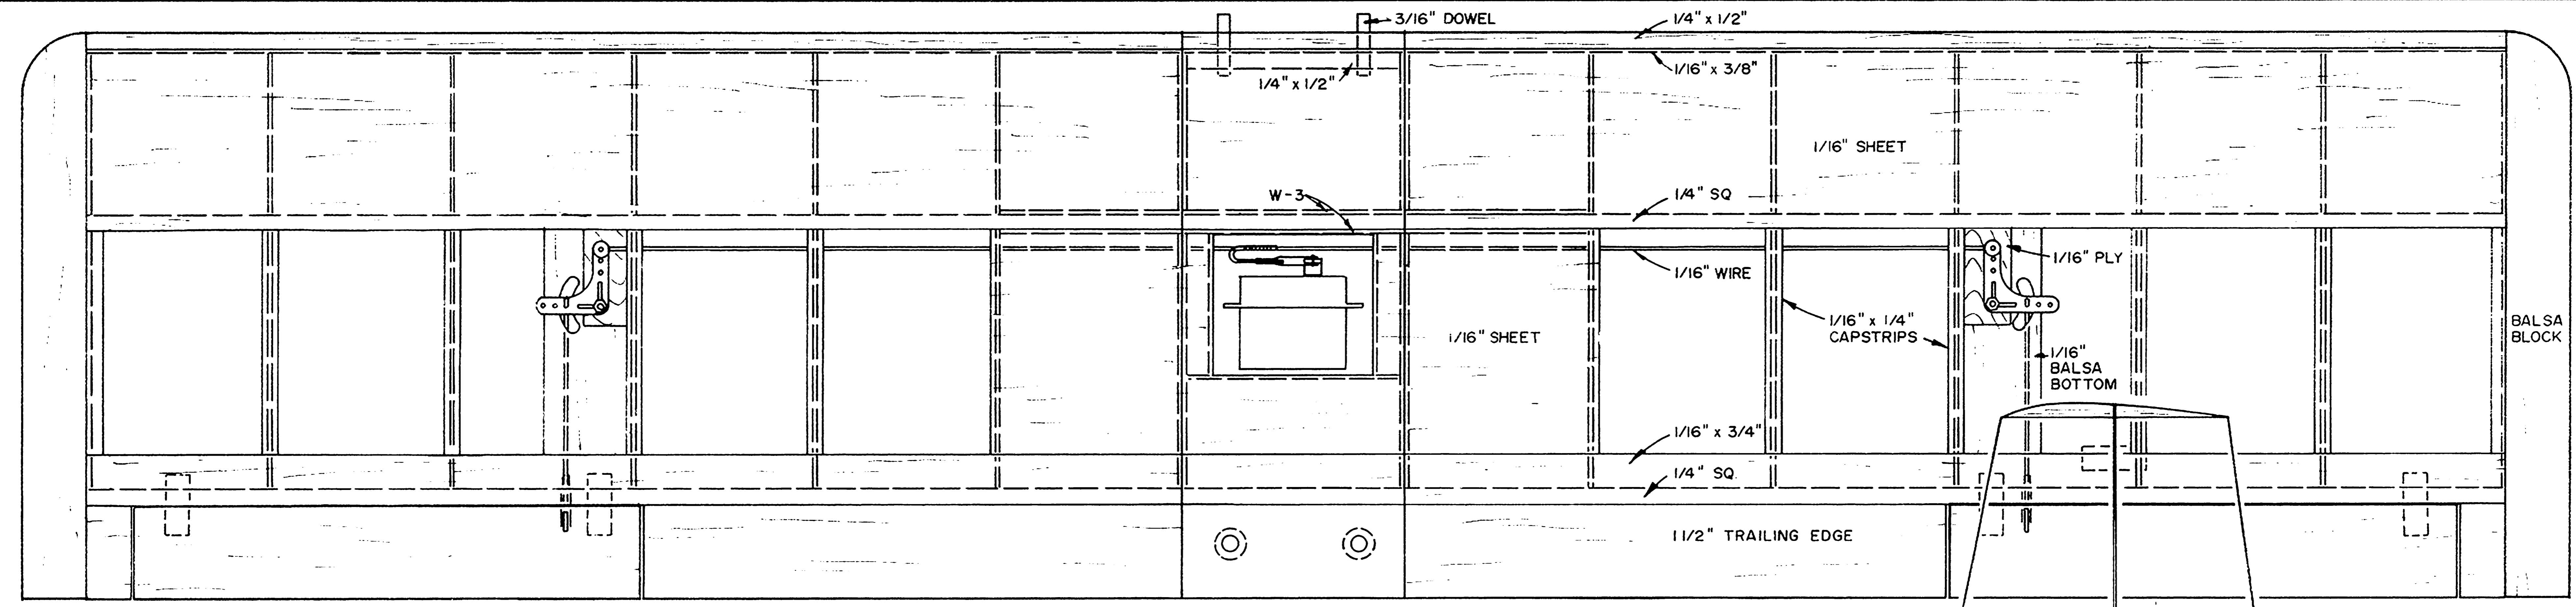 3/16" DOWEL
1/4" x 1/2"
1/16" x 3/8"
1/4" x 1/2"
1/16" SHEET
W-3
1/4" SQ
1/16" PLY
1/16" WIRE
1/16" x 1/4"
CAPSTRIPS
1/16" SHEET
BALSA
BLOCK
1/16"
BALSA
BOTTOM
1/16" x 3/4"
1/4" SQ.
1 1/2" TRAILING EDGE